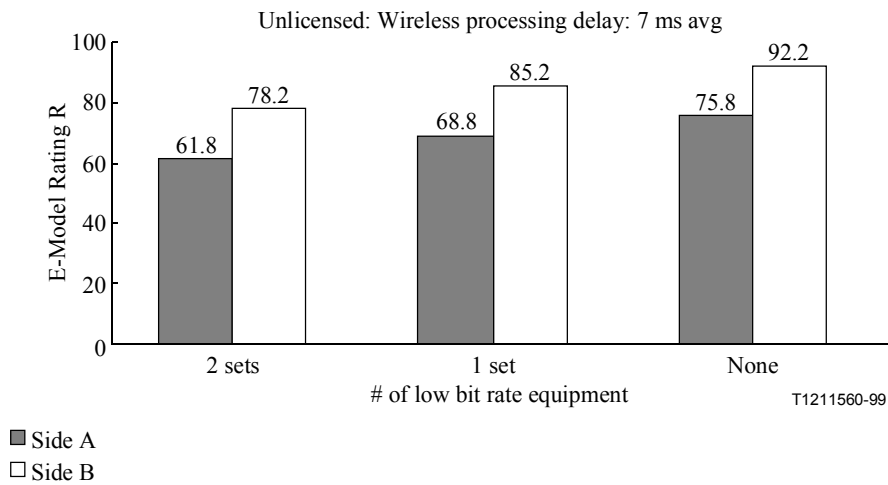 Unlicensed: Wireless processing delay: 7 ms avg
E-Model Rating R
100
80
60
40
20
0
61.8
78.2
68.8
85.2
75.8
92.2
2 sets
1 set
None
# of low bit rate equipment
T1211560-99
Side A
Side B